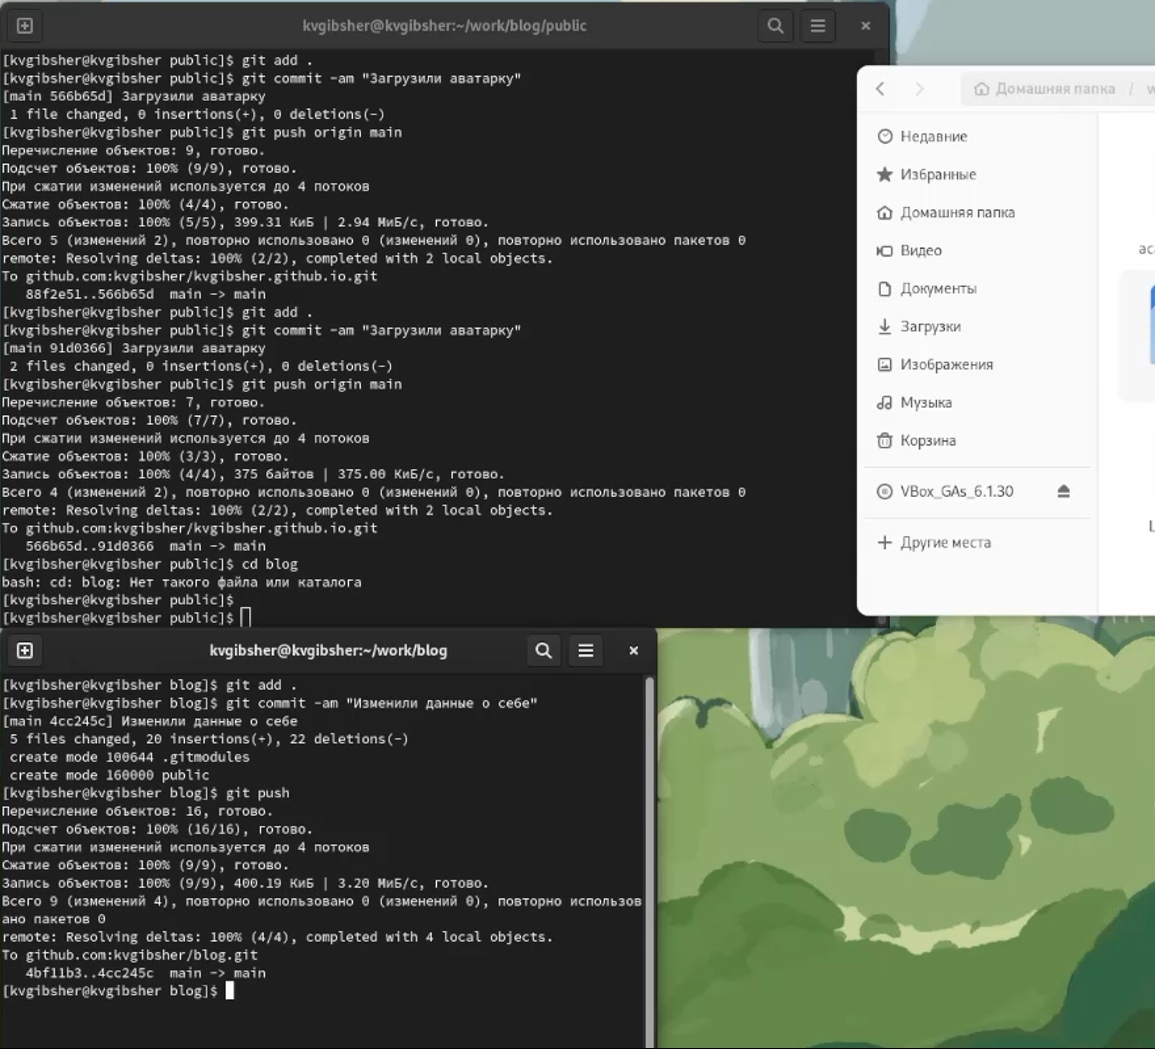 kvgibsher@kvgibsher:~/work/blog/public
[kvgibsher@kvgibsher public]$ git add .
[kvgibsher@kvgibsher public]$ git commit -am "Загрузили аватарку"
[main 566b65d] Загрузили аватарку
1 file changed, 0 insertions(+), 0 deletions(-)
[kvgibsher@kvgibsher public]$ git push origin main
Перечисление объектов: 9, готово.
Подсчет объектов: 100% (9/9), готово.
При сжатии изменений используется до 4 потоков
Сжатие объектов: 100% (4/4), готово.
Запись объектов: 100% (5/5), 399.31 КиБ | 2.94 МиБ/с, готово.
Всего 5 (изменений 2), повторно использовано 0 (изменений 0), повторно использовано пакетов 0
remote: Resolving deltas: 100% (2/2), completed with 2 local objects.
To github.com:kvgibsher/kvgibsher.github.io.git
88f2e51..566b65d main -> main
[kvgibsher@kvgibsher public]$ git add .
[kvgibsher@kvgibsher public]$ git commit -am "Загрузили аватарку"
[main 91d0366] Загрузили аватарку
2 files changed, 0 insertions(+), 0 deletions(-)
[kvgibsher@kvgibsher public]$ git push origin main
Перечисление объектов: 7, готово.
Подсчет объектов: 100% (7/7), готово.
При сжатии изменений используется до 4 потоков
Сжатие объектов: 100% (3/3), готово.
Запись объектов: 100% (4/4), 375 байтов | 375.00 КиБ/с, готово.
Всего 4 (изменений 2), повторно использовано 0 (изменений 0), повторно использовано пакетов 0
remote: Resolving deltas: 100% (2/2), completed with 2 local objects.
To github.com:kvgibsher/kvgibsher.github.io.git
566b65d..91d0366 main -> main
[kvgibsher@kvgibsher public]$ cd blog
bash: cd: blog: Нет такого файла или каталога
[kvgibsher@kvgibsher public]$
[kvgibsher@kvgibsher public]$
Домашняя папка /
Недавние
Избранные
Домашняя папка
Видео
Документы
Загрузки
Изображения
Музыка
Корзина
VBox_GAs_6.1.30
Другие места
kvgibsher@kvgibsher:~/work/blog
[kvgibsher@kvgibsher blog]$ git add .
[kvgibsher@kvgibsher blog]$ git commit -am "Изменили данные о себе"
[main 4cc245c] Изменили данные о себе
5 files changed, 20 insertions(+), 22 deletions(-)
create mode 100644 .gitmodules
create mode 160000 public
[kvgibsher@kvgibsher blog]$ git push
Перечисление объектов: 16, готово.
Подсчет объектов: 100% (16/16), готово.
При сжатии изменений используется до 4 потоков
Сжатие объектов: 100% (9/9), готово.
Запись объектов: 100% (9/9), 400.19 КиБ | 3.20 МиБ/с, готово.
Всего 9 (изменений 4), повторно использовано 0 (изменений 0), повторно использов
ано пакетов 0
remote: Resolving deltas: 100% (4/4), completed with 4 local objects.
To github.com:kvgibsher/blog.git
4bf11b3..4cc245c main -> main
[kvgibsher@kvgibsher blog]$